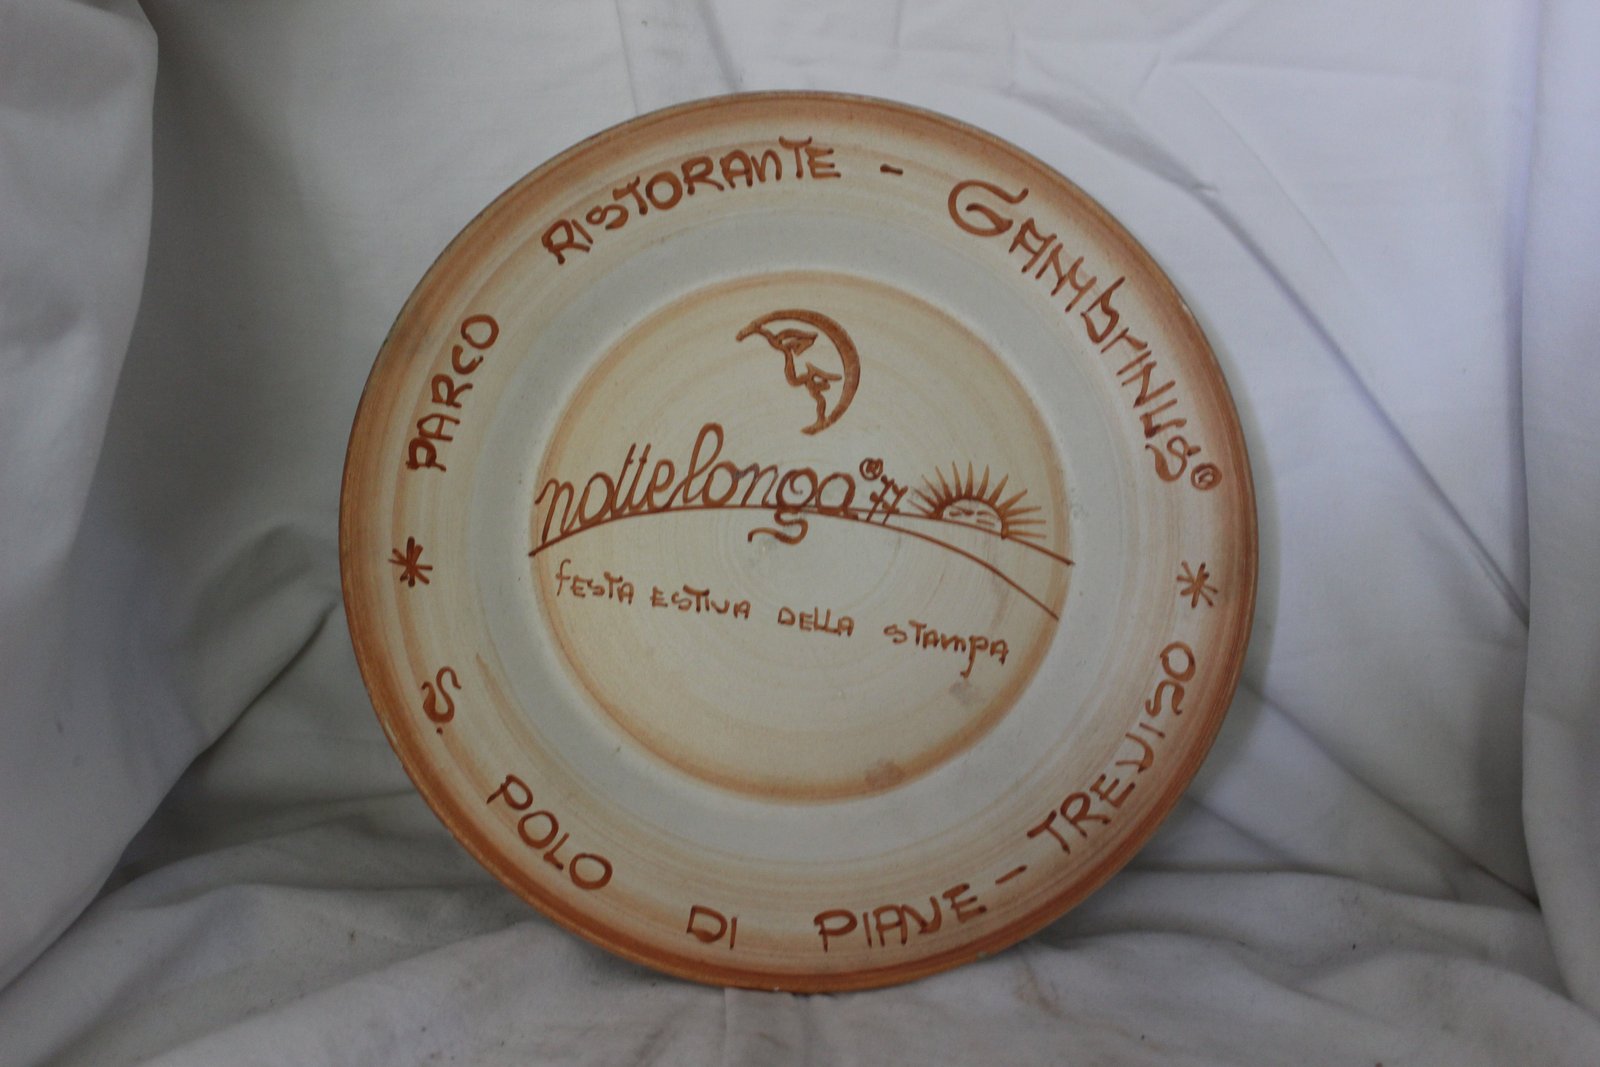 PARCO RISTORANTE - GAMBrINUS®
nottelonga® 77
fESTA ESTIVA DELLA STAmpA
* S. POLO DI PIAVE - TREVISO *